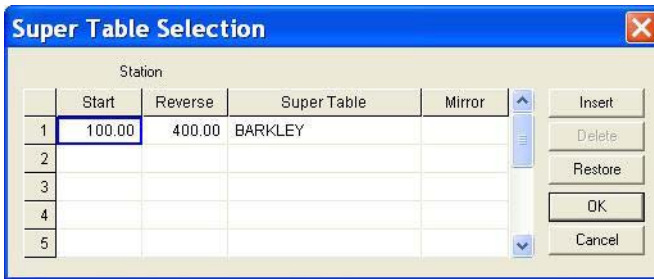 Super Table Selection
Station
Start Reverse Super Table Mirror
1 100.00 400.00 BARKLEY
2
3
4
5
Insert
Delete
Restore
OK
Cancel